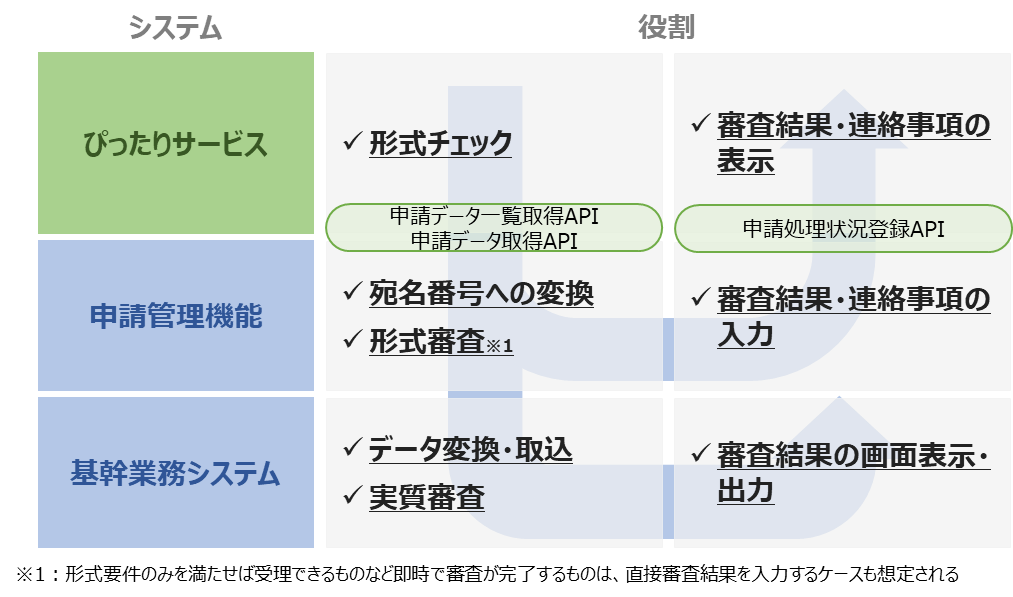 システム
役割
ぴったりサービス
形式チェック
審査結果・連絡事項の
表示
申請データ一覧取得API
申請データ取得API
申請処理状況登録API
申請管理機能
宛名番号への変換
形式審査※1
審査結果・連絡事項の
入力
基幹業務システム
データ変換・取込
実質審査
審査結果の画面表示・
出力
※1：形式要件のみを満たせば受理できるものなど即時で審査が完了するものは、直接審査結果を入力するケースも想定される